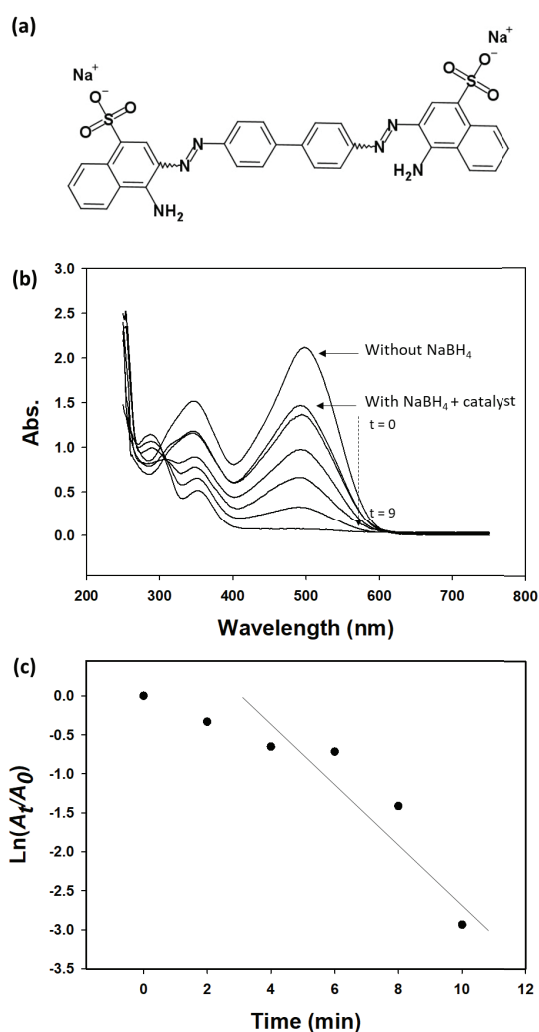 (a)
Na⁺
Na⁺
O⁻
O
S
O
O⁻
O
S
O
N
N
N
N
NH₂
H₂N
(b)
3.0
2.5
2.0
1.5
1.0
0.5
0.0
Abs.
Without NaBH₄
With NaBH₄ + catalyst
t = 0
t = 9
200 300 400 500 600 700 800
Wavelength (nm)
(c)
0.0
-0.5
-1.0
-1.5
-2.0
-2.5
-3.0
-3.5
Ln(Aₜ/A₀)
0 2 4 6 8 10 12
Time (min)